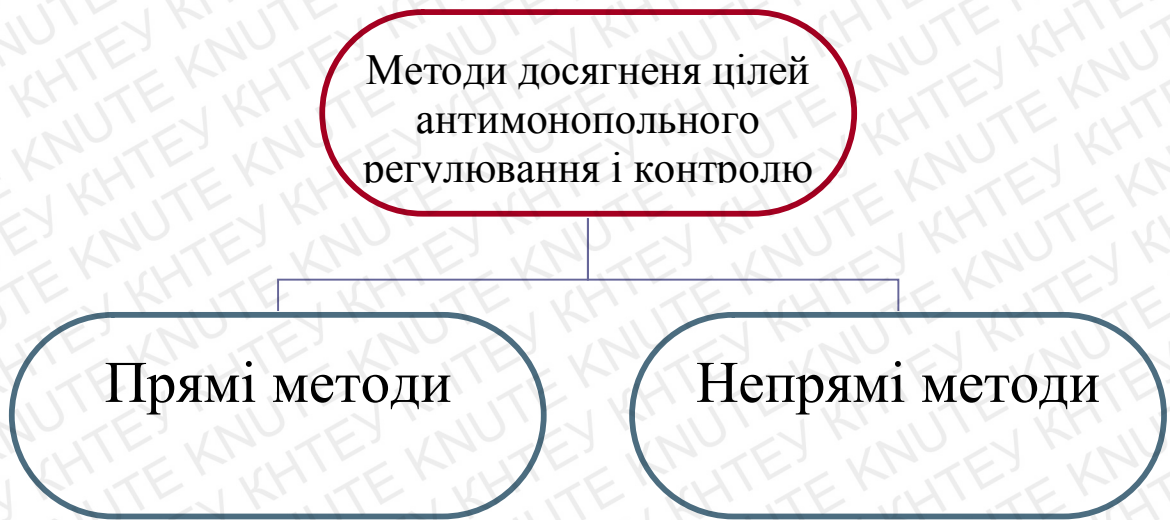 Методи досягненя цілей
антимонопольного
регулювання і контролю
Прямі методи
Непрямі методи